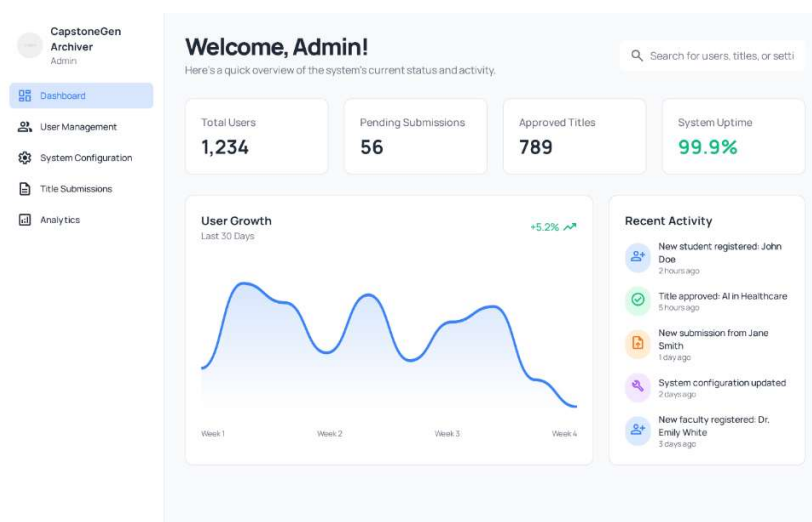 CapstoneGen
Archiver
Admin
Dashboard
User Management
System Configuration
Title Submissions
Analytics
Welcome, Admin!
Here's a quick overview of the system's current status and activity.
Search for users, titles, or setti
Total Users
1,234
Pending Submissions
56
Approved Titles
789
System Uptime
99.9%
User Growth
Last 30 Days
+5.2%
Week 1
Week 2
Week 3
Week 4
Recent Activity
New student registered: John
Doe
2 hours ago
Title approved: AI in Healthcare
5 hours ago
New submission from Jane
Smith
1 day ago
System configuration updated
2 days ago
New faculty registered: Dr.
Emily White
3 days ago